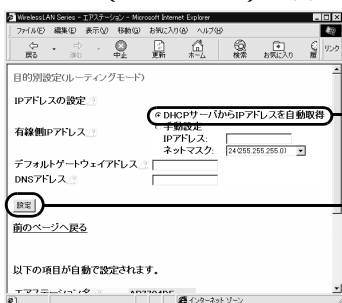 WirelessLAN Series - エアステーション - Microsoft Internet Explorer
ファイル(F) 編集(E) 表示(V) 移動(G) お気に入り(A) ヘルプ(H)
戻る 進む 中止 更新 ホーム 検索 お気に入り 履 リンク
目的別設定(ルーティングモード)
IPアドレスの設定
有線側IPアドレス
DHCPサーバからIPアドレスを自動取得
手動設定
IPアドレス:
ネットマスク: 24(255.255.255.0)
デフォルトゲートウェイアドレス
DNSアドレス
設定
前のページへ戻る
以下の項目が自動で設定されます。
エアステーション名
インターネット ゾーン